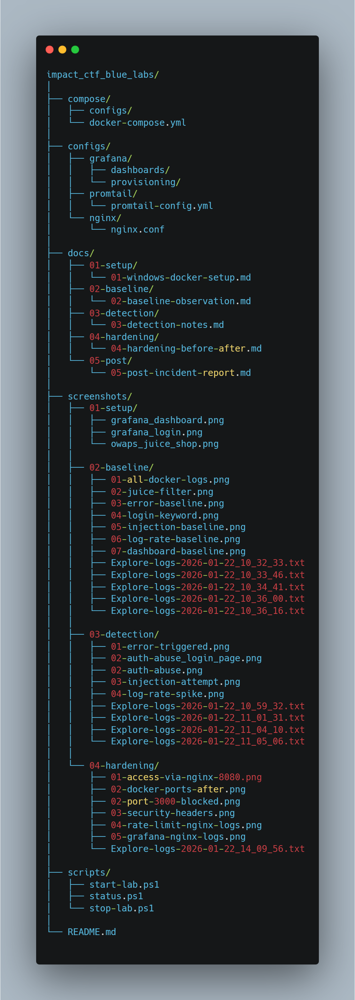 impact_ctf_blue_labs/
│
├── compose/
│   ├── configs/
│   └── docker-compose.yml
│
├── configs/
│   ├── grafana/
│   │   ├── dashboards/
│   │   └── provisioning/
│   ├── promtail/
│   │   └── promtail-config.yml
│   └── nginx/
│       └── nginx.conf
│
├── docs/
│   ├── 01-setup/
│   │   └── 01-windows-docker-setup.md
│   ├── 02-baseline/
│   │   └── 02-baseline-observation.md
│   ├── 03-detection/
│   │   └── 03-detection-notes.md
│   ├── 04-hardening/
│   │   └── 04-hardening-before-after.md
│   └── 05-post/
│       └── 05-post-incident-report.md
│
├── screenshots/
│   ├── 01-setup/
│   │   ├── grafana_dashboard.png
│   │   ├── grafana_login.png
│   │   └── owaps_juice_shop.png
│   │
│   ├── 02-baseline/
│   │   ├── 01-all-docker-logs.png
│   │   ├── 02-juice-filter.png
│   │   ├── 03-error-baseline.png
│   │   ├── 04-login-keyword.png
│   │   ├── 05-injection-baseline.png
│   │   ├── 06-log-rate-baseline.png
│   │   ├── 07-dashboard-baseline.png
│   │   ├── Explore-logs-2026-01-22_10_32_33.txt
│   │   ├── Explore-logs-2026-01-22_10_33_46.txt
│   │   ├── Explore-logs-2026-01-22_10_34_41.txt
│   │   ├── Explore-logs-2026-01-22_10_36_00.txt
│   │   └── Explore-logs-2026-01-22_10_36_16.txt
│   │
│   ├── 03-detection/
│   │   ├── 01-error-triggered.png
│   │   ├── 02-auth-abuse_login_page.png
│   │   ├── 02-auth-abuse.png
│   │   ├── 03-injection-attempt.png
│   │   ├── 04-log-rate-spike.png
│   │   ├── Explore-logs-2026-01-22_10_59_32.txt
│   │   ├── Explore-logs-2026-01-22_11_01_31.txt
│   │   ├── Explore-logs-2026-01-22_11_04_10.txt
│   │   └── Explore-logs-2026-01-22_11_05_06.txt
│   │
│   └── 04-hardening/
│       ├── 01-access-via-nginx-8080.png
│       ├── 02-docker-ports-after.png
│       ├── 02-port-3000-blocked.png
│       ├── 03-security-headers.png
│       ├── 04-rate-limit-nginx-logs.png
│       ├── 05-grafana-nginx-logs.png
│       └── Explore-logs-2026-01-22_14_09_56.txt
│
├── scripts/
│   ├── start-lab.ps1
│   ├── status.ps1
│   └── stop-lab.ps1
│
└── README.md